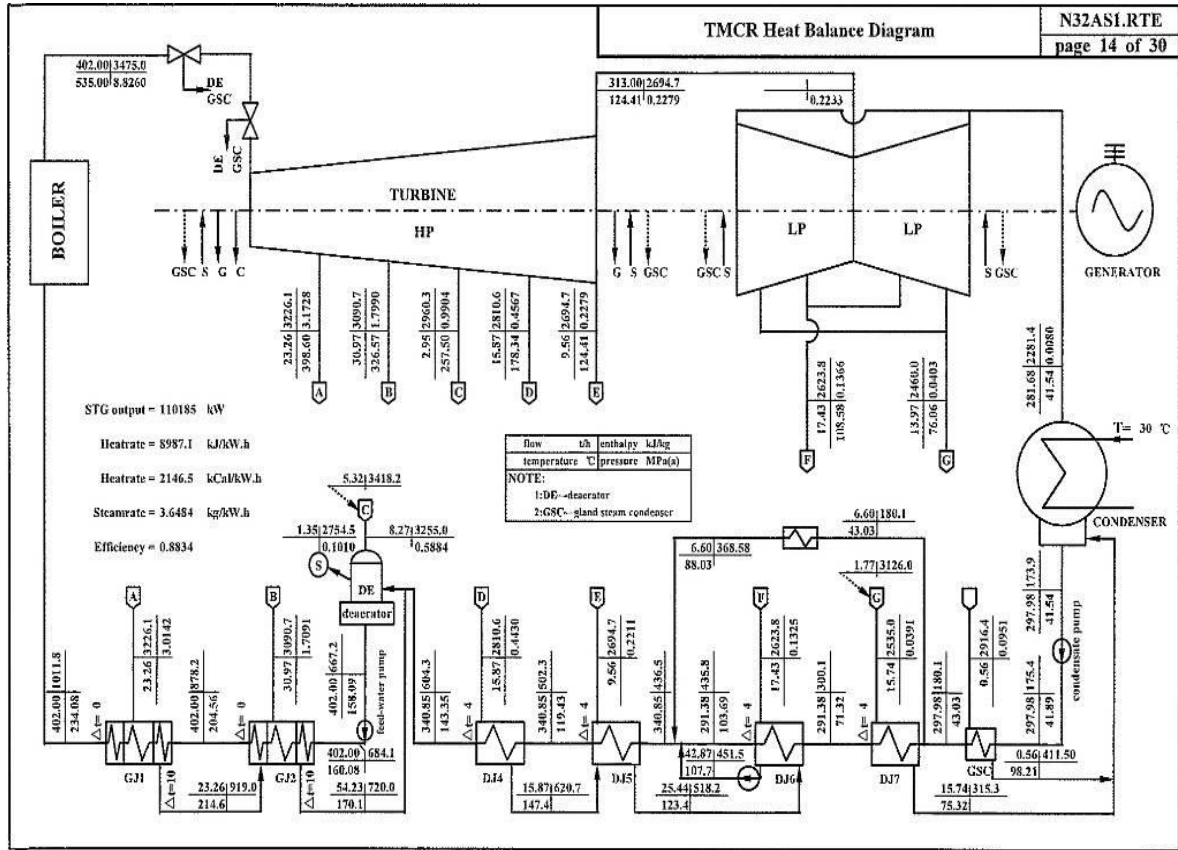 TMCR Heat Balance Diagram
N32AS1.RTE
page 14 of 30
402.00 3475.0
535.00 8.8260
DE
GSC
DE
GSC
313.00 2694.7
124.41 0.2279
0.2233
BOILER
TURBINE
HP
LP
LP
GENERATOR
GSC S G C
G S GSC
GSC S
S GSC
23.26 3226.1
398.60 3.1728
A
30.97 3090.7
326.57 1.7990
B
2.95 2960.3
257.50 0.9904
C
15.87 2810.6
178.34 0.4567
D
9.56 2694.7
124.41 0.2279
E
17.43 2623.8
108.58 0.1366
F
13.97 2460.0
76.06 0.0403
G
281.68 2281.4
41.54 0.0080
T= 30 ℃
CONDENSER
STG output = 110185 kW
Heatrate = 8987.1 kJ/kW.h
Heatrate = 2146.5 kCal/kW.h
Steamrate = 3.6484 kg/kW.h
Efficiency = 0.8834
flow t/h enthalpy kJ/kg
temperature ℃ pressure MPa(a)
NOTE:
1:DE--deaerator
2:GSC--gland steam condenser
5.32 3418.2
C
1.35 2754.5
0.1010
S
8.27 3255.0
0.5884
DE
deaerator
6.60 368.58
88.03
6.60 180.1
43.03
1.77 3126.0
297.98 173.9
41.54
condensate pump
297.98 175.4
41.89
A
23.26 3226.1
3.0142
B
30.97 3090.7
1.7091
402.00 667.2
158.09
feed-water pump
D
15.87 2810.6
0.4430
E
9.56 2694.7
0.2211
F
17.43 2623.8
0.1325
G
15.74 2535.0
0.0391
0.56 2916.4
0.0951
402.00 1011.8
234.08
△t= 0
402.00 878.2
204.56
△t= 0
340.85 604.3
143.35
△t= 4
340.85 502.3
119.43
△t= 4
340.85 436.5
291.38 435.8
103.69
△t= 4
291.38 300.1
71.32
△t= 4
297.98 180.1
43.03
GJ1
GJ2
DJ4
DJ5
DJ6
DJ7
GSC
△t=10
23.26 919.0
214.6
△t=10
402.00 684.1
160.08
54.23 720.0
170.1
15.87 620.7
147.4
42.87 451.5
107.7
25.44 518.2
123.4
0.56 411.50
98.21
15.74 315.3
75.32